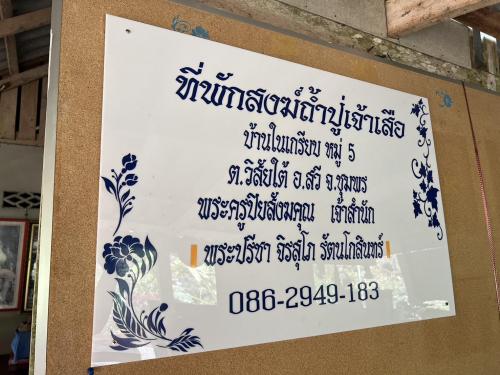 ที่พักสงฆ์ถ้ำปู่เจ้าเสือ
บ้านในเกรียบ หมู่ 5
ต.วิสัยใต้ อ.สวี จ.ชุมพร
พระครูปิยสังฆคุณ เจ้าสำนัก
พระปรีชา จิรสุโภ รัตนโกสินทร์
086-2949-183